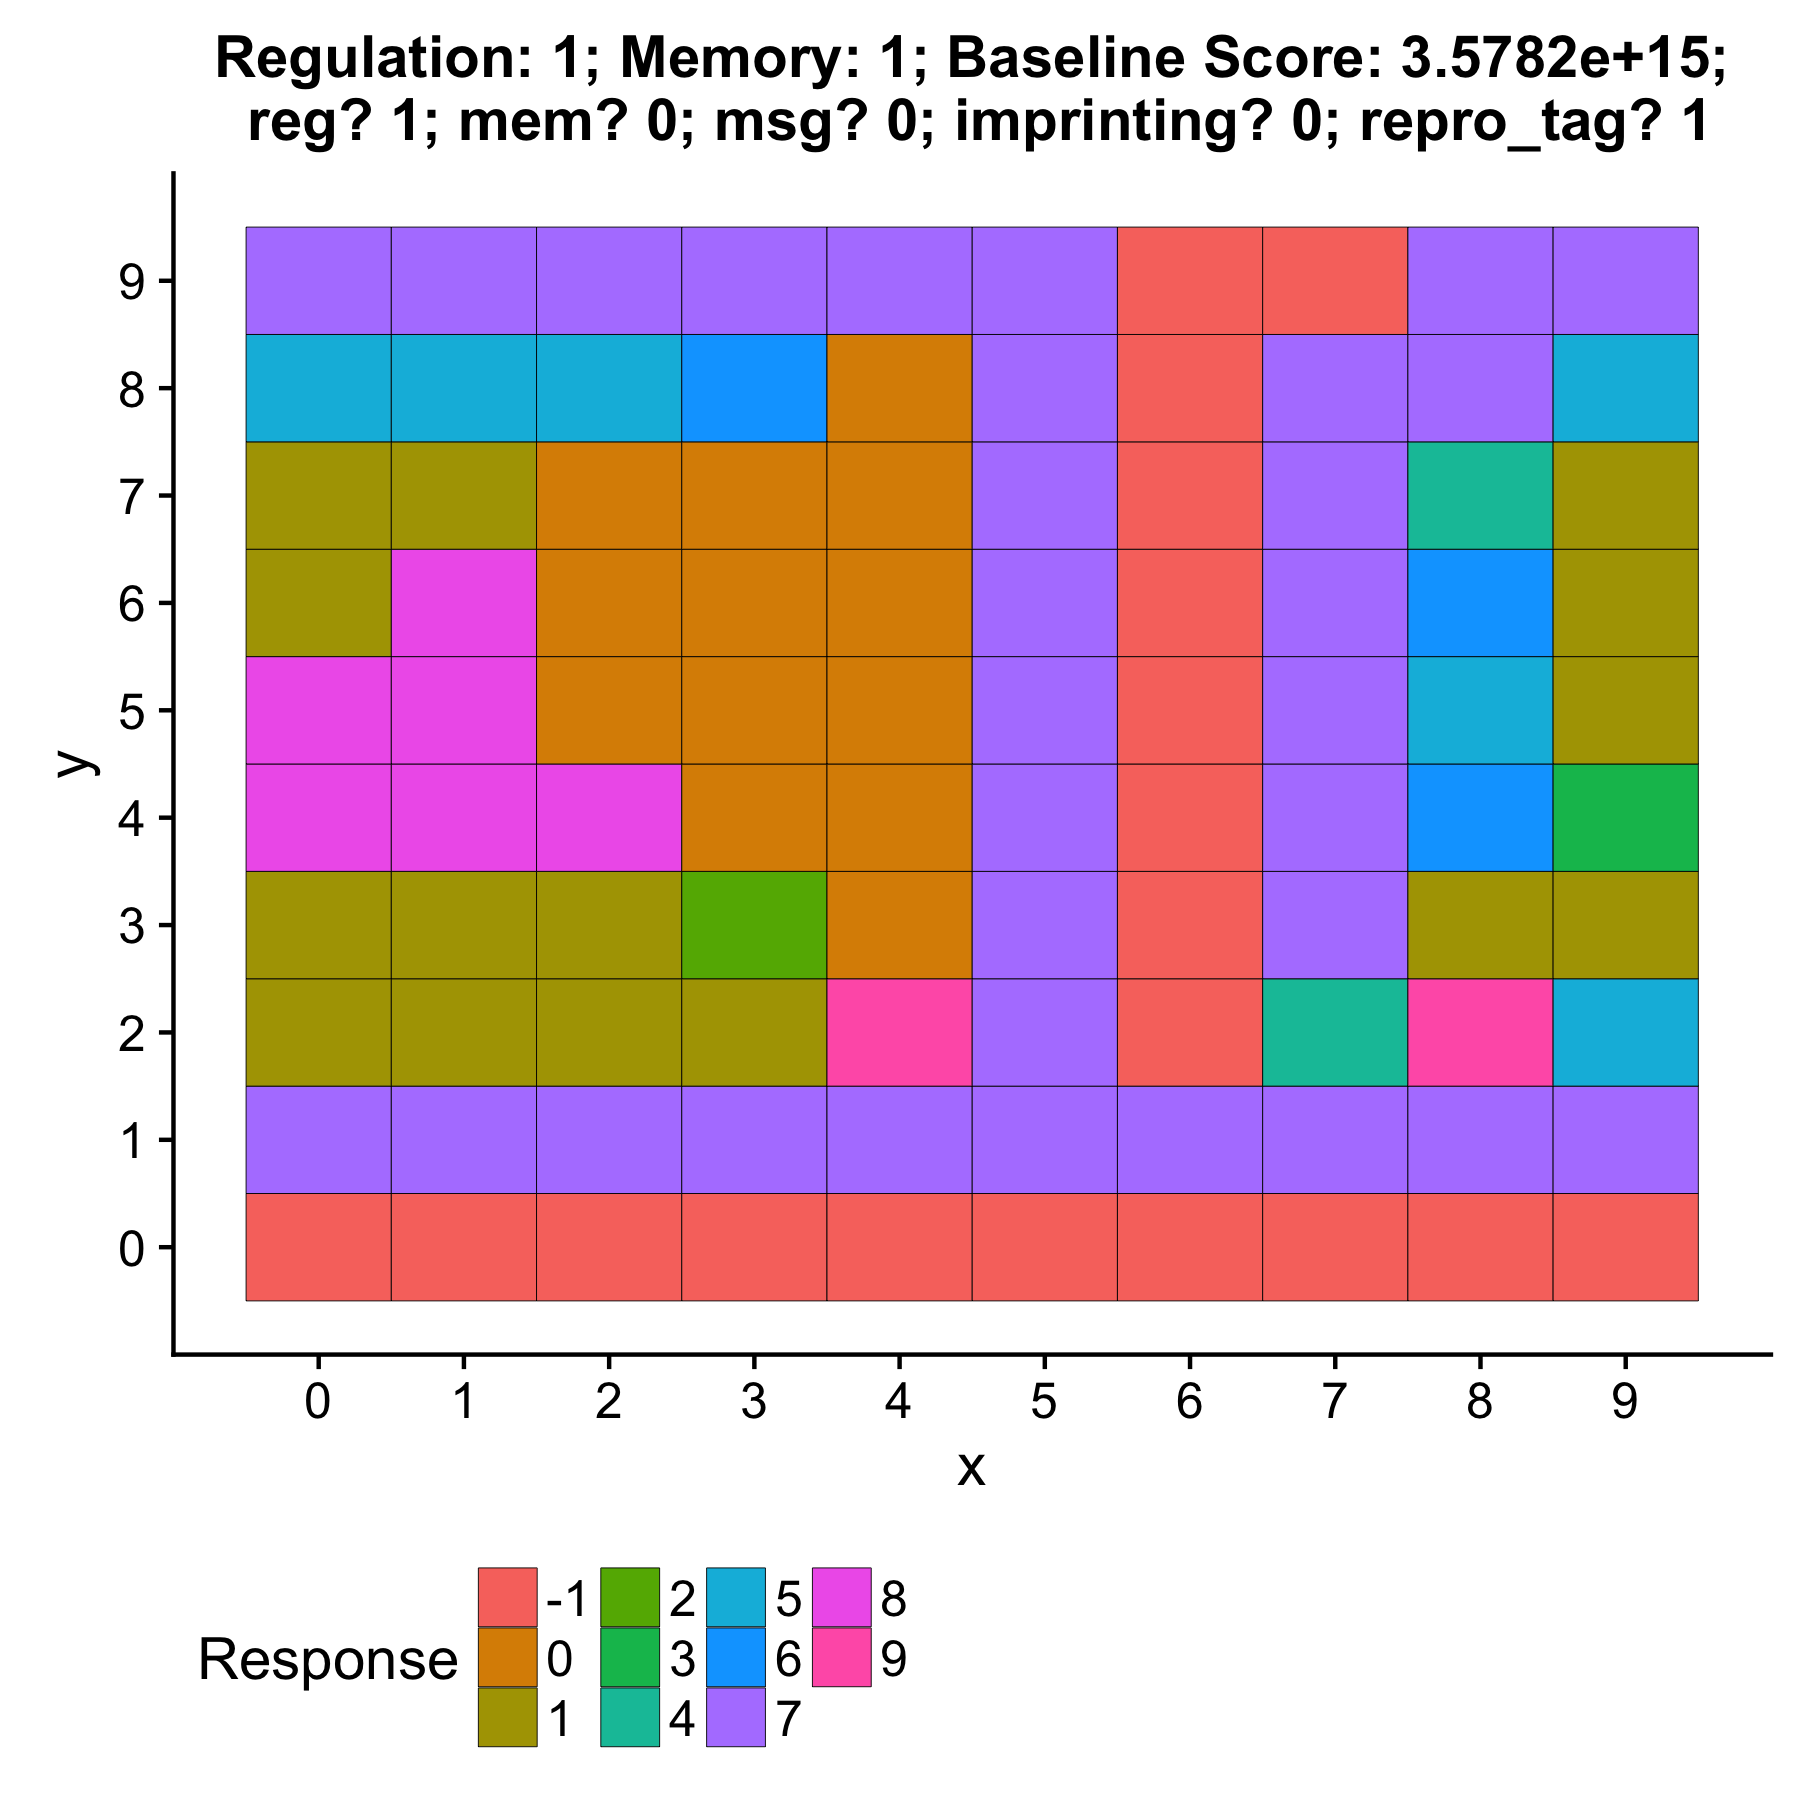 Regulation: 1; Memory: 1; Baseline Score: 3.5782e+15;
reg? 1; mem? 0; msg? 0; imprinting? 0; repro_tag? 1
y
9
8
7
6
5
4
3
2
1
0
0 1 2 3 4 5 6 7 8 9
x
Response
-1 2 5 8
0 3 6 9
1 4 7